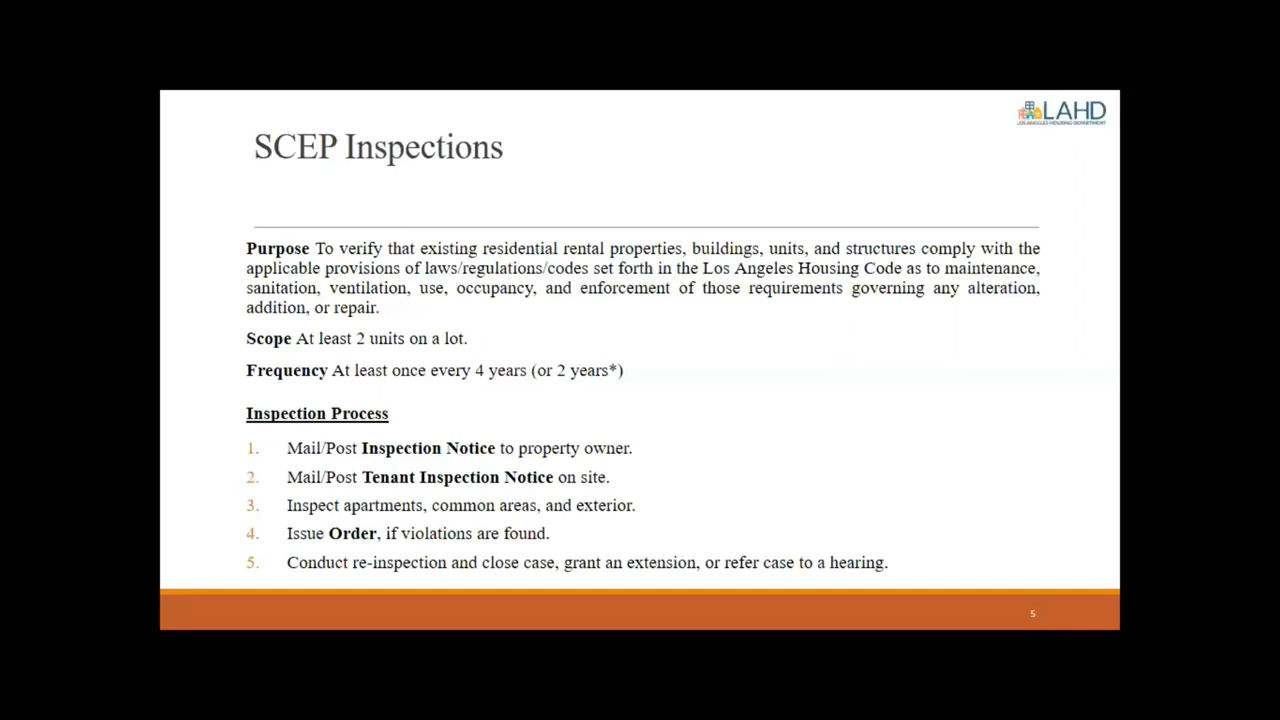 LAHD
LOS ANGELES HOUSING DEPARTMENT
SCEP Inspections
Purpose To verify that existing residential rental properties, buildings, units, and structures comply with the
applicable provisions of laws/regulations/codes set forth in the Los Angeles Housing Code as to maintenance,
sanitation, ventilation, use, occupancy, and enforcement of those requirements governing any alteration,
addition, or repair.
Scope At least 2 units on a lot.
Frequency At least once every 4 years (or 2 years*)
Inspection Process
1. Mail/Post Inspection Notice to property owner.
2. Mail/Post Tenant Inspection Notice on site.
3. Inspect apartments, common areas, and exterior.
4. Issue Order, if violations are found.
5. Conduct re-inspection and close case, grant an extension, or refer case to a hearing.
5